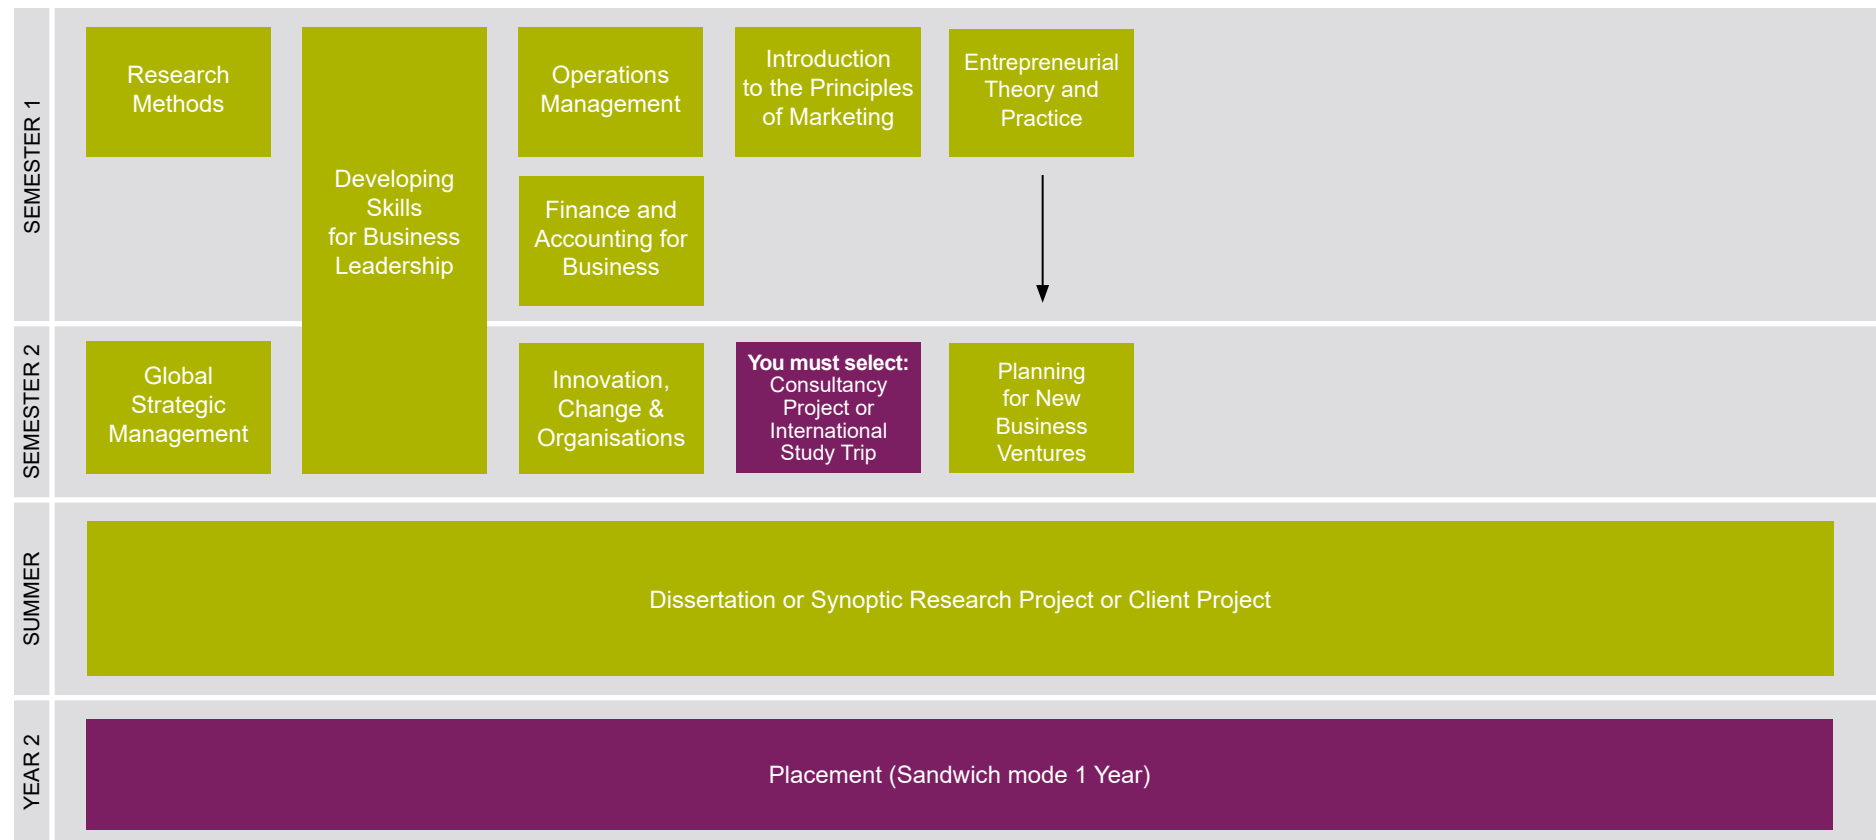 SEMESTER 1
Research
Methods
Developing
Skills
for Business
Leadership
Operations
Management
Finance and
Accounting for
Business
Introduction
to the Principles
of Marketing
Entrepreneurial
Theory and
Practice
SEMESTER 2
Global
Strategic
Management
Innovation,
Change &
Organisations
You must select:
Consultancy
Project or
International
Study Trip
Planning
for New
Business
Ventures
SUMMER
Dissertation or Synoptic Research Project or Client Project
YEAR 2
Placement (Sandwich mode 1 Year)